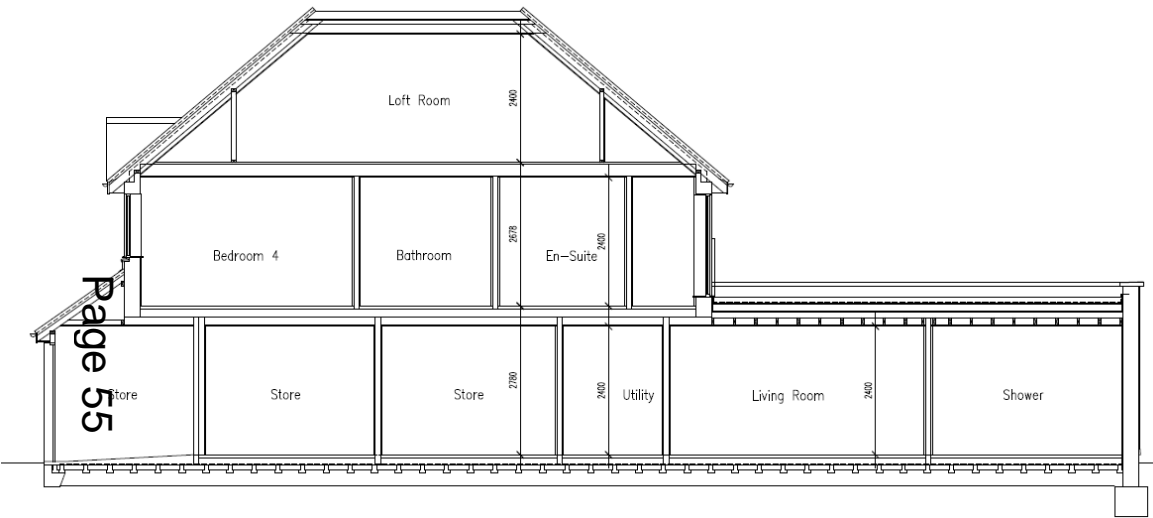 Loft Room
2400
Bedroom 4
Bathroom
En-Suite
2678
2400
Page 55
Store
Store
Store
2780
2400
Utility
Living Room
2400
Shower